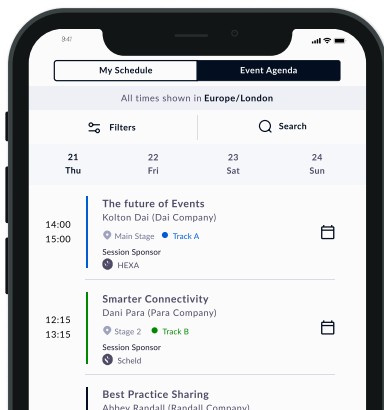 9:41
My Schedule Event Agenda
All times shown in Europe/London
Filters Search
21 22 23 24
Thu Fri Sat Sun
The future of Events
Kolton Dai (Dai Company)
14:00
15:00
Main Stage Track A
Session Sponsor
HEXA
Smarter Connectivity
Dani Para (Para Company)
12:15
13:15
Stage 2 Track B
Session Sponsor
Scheld
Best Practice Sharing
Abbey Randall (Randall Company)